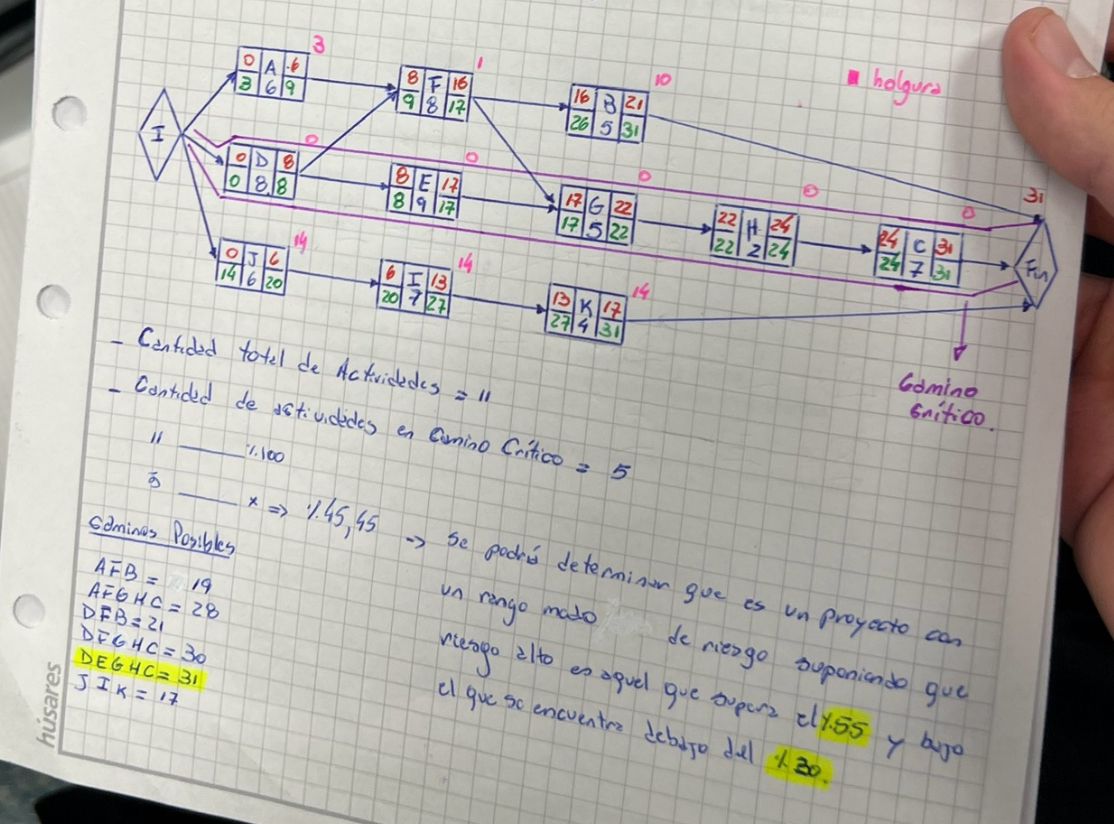 holgura
3
0 A 6
3 6 9
1
8 F 16
9 8 17
10
16 B 21
26 5 31
I
0
0 D 8
0 8 8
0
8 E 17
8 9 17
0
17 G 22
17 5 22
0
22 H 24
22 2 24
0
24 C 31
24 7 31
31
Fin
14
0 J 6
14 6 20
14
6 I 13
20 7 27
14
13 K 17
27 4 31
Camino
Crítico.
- Cantidad total de Actividades = 11
- Cantidad de actividades en Camino Crítico = 5
11 %100
5 x => %45,45 -> se podría determinar que es un proyecto con
un rango de riesgo suponiendo que
riesgo alto es aquel que supera el %55 y bajo
el que se encuentra debajo del %30.
Caminos Posibles
AFB = 19
AFGHC = 28
DFB = 21
DFGHC = 30
DEGHC = 31
JIK = 17
húsares